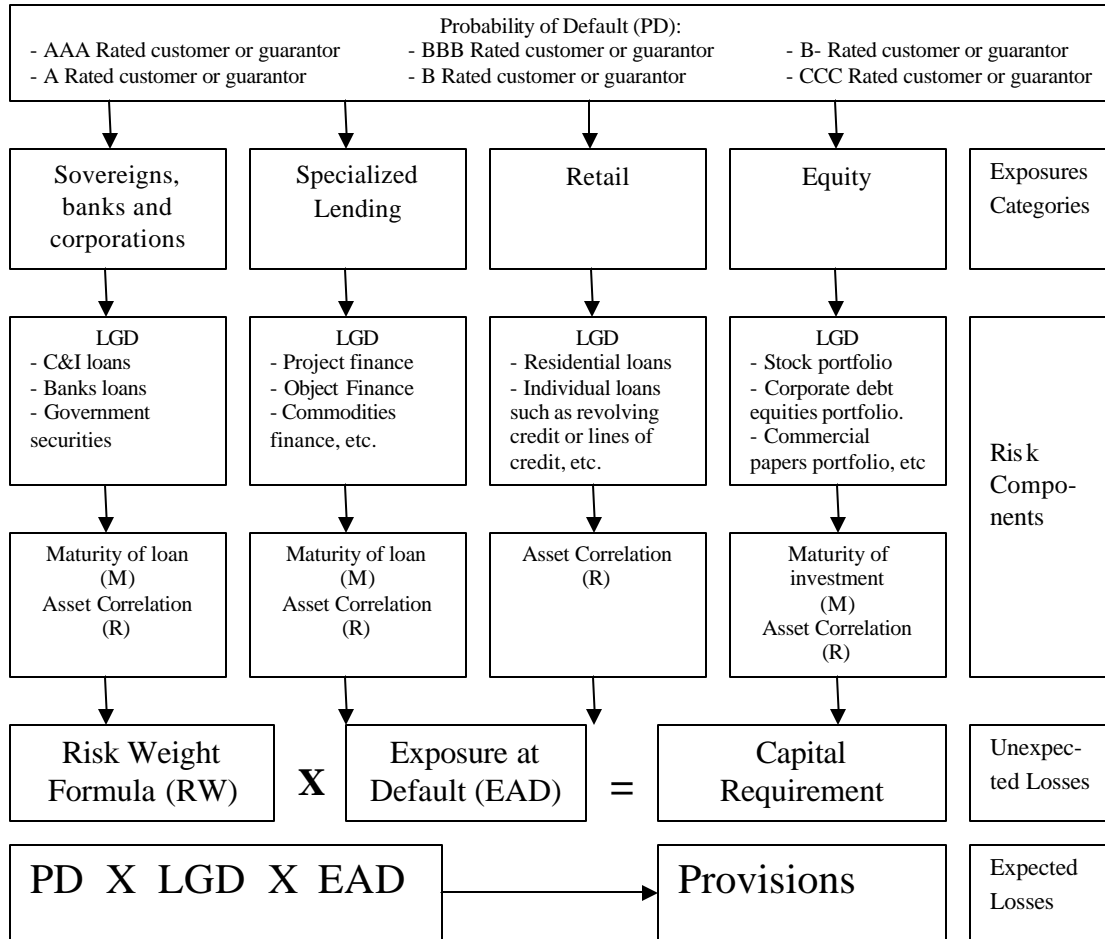 Probability of Default (PD):
- AAA Rated customer or guarantor
- BBB Rated customer or guarantor
- B- Rated customer or guarantor
- A Rated customer or guarantor
- B Rated customer or guarantor
- CCC Rated customer or guarantor
Sovereigns,
banks and
corporations
Specialized
Lending
Retail
Equity
Exposures
Categories
LGD
- C&I loans
- Banks loans
- Government
securities
LGD
- Project finance
- Object Finance
- Commodities
finance, etc.
LGD
- Residential loans
- Individual loans
such as revolving
credit or lines of
credit, etc.
LGD
- Stock portfolio
- Corporate debt
equities portfolio.
- Commercial
papers portfolio, etc
Risk
Compo-
nents
Maturity of loan
(M)
Asset Correlation
(R)
Maturity of loan
(M)
Asset Correlation
(R)
Asset Correlation
(R)
Maturity of
investment
(M)
Asset Correlation
(R)
Risk Weight
Formula (RW)
X
Exposure at
Default (EAD)
=
Capital
Requirement
Unexpec-
ted Losses
PD X LGD X EAD
Provisions
Expected
Losses